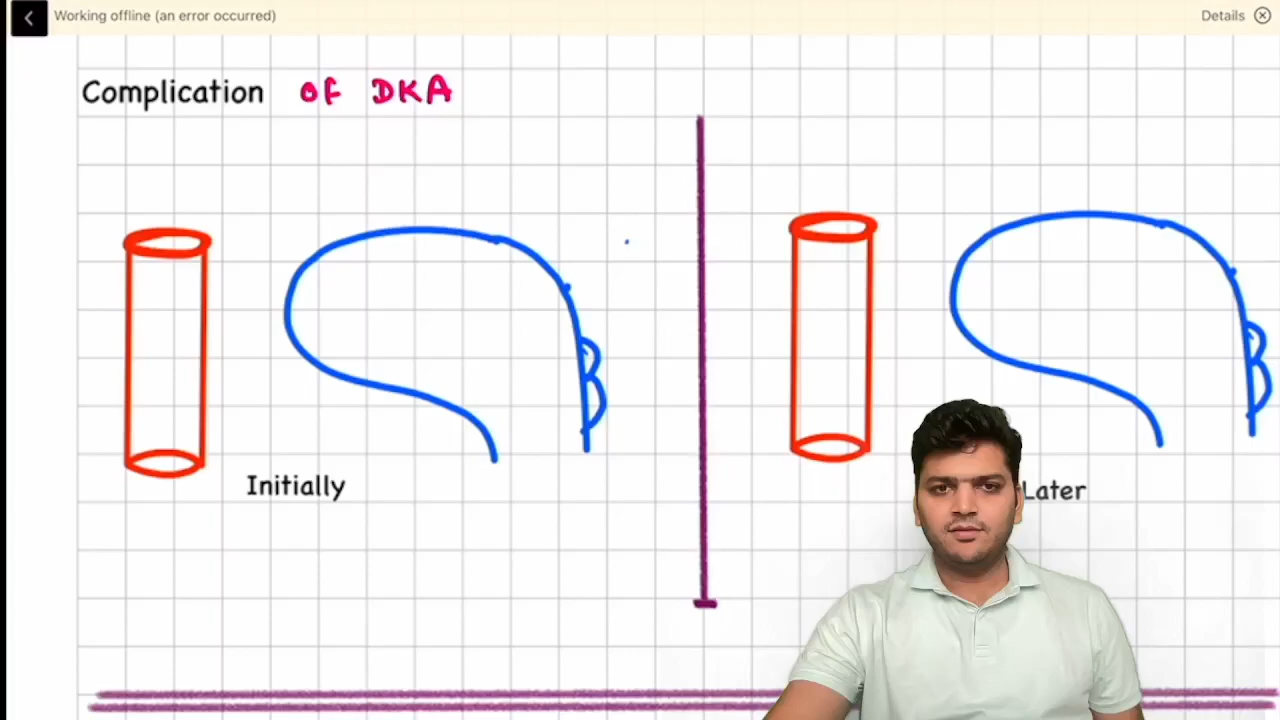 Working offline (an error occurred)
Details
Complication OF DKA
Initially
Later